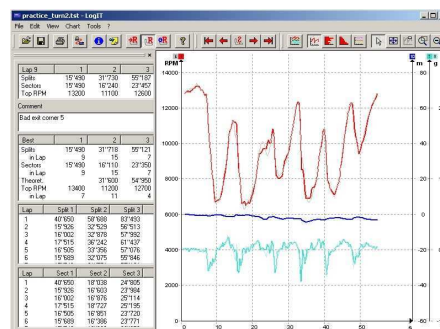 practice_turn2.tst - LogIT
File Edit View Chart Tools ?
Lap 9 1 2 3
Splits 15"490 31"730 55"187
Sectors 15"490 16"240 23"457
Top RPM 13200 11100 12600
Comment
Bad exit corner 5
Best 1 2 3
Splits 15"490 31"718 55"121
in Lap 9 15 7
Sectors 15"490 16"110 23"350
in Lap 9 15 7
Theoret. 31"600 54"950
Top RPM 13400 11200 12700
in Lap 7 11 4
Lap Split 1 Split 2 Split 3
1 40"650 58"688 83"493
2 15"926 32"529 56"513
3 16"002 32"878 57"992
4 17"515 36"242 61"437
5 16"505 33"356 57"076
6 15"689 32"075 55"846
Lap Sect 1 Sect 2 Sect 3
1 40"650 18"038 24"805
2 15"926 16"603 23"984
3 16"002 16"876 25"114
4 17"515 18"727 25"195
5 16"505 16"851 23"720
6 15"689 16"386 23"771
RPM
14000
12000
10000
8000
6000
4000
2000
0
0 10 20 30 40 50
s
m g
80
60
40
20
0
-20
-40
-60